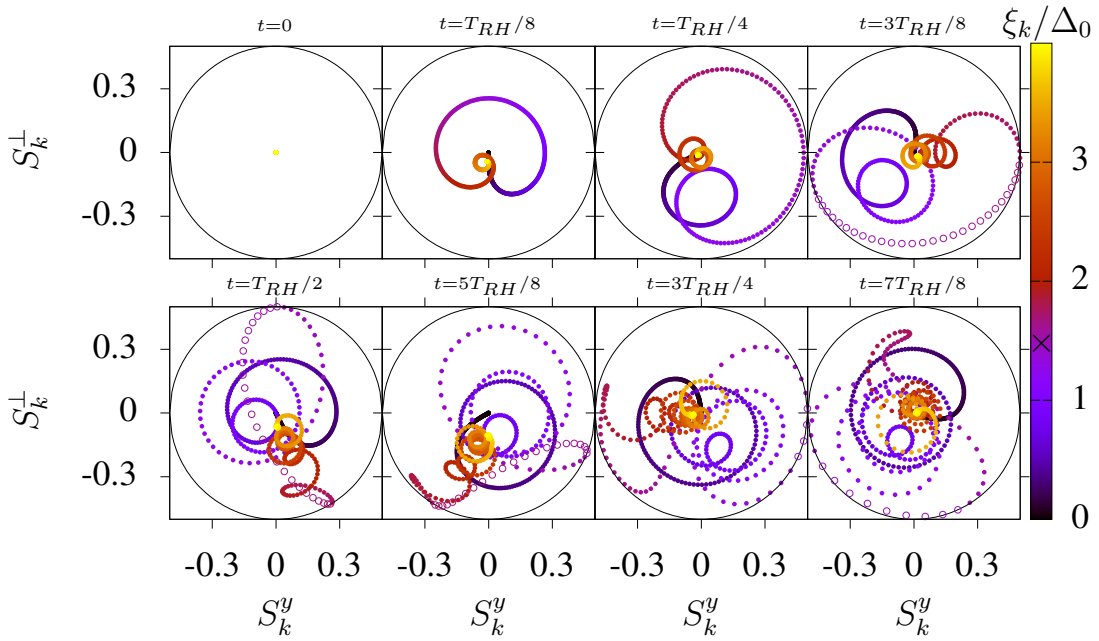 t=0 t=T_{RH}/8 t=T_{RH}/4 t=3T_{RH}/8 ξ_k/Δ_0
0.3
S_k^⊥ 0
-0.3
3
2
t=T_{RH}/2 t=5T_{RH}/8 t=3T_{RH}/4 t=7T_{RH}/8
0.3
S_k^⊥ 0
-0.3
1
0
-0.3 0 0.3 -0.3 0 0.3 -0.3 0 0.3 -0.3 0 0.3
S_k^y S_k^y S_k^y S_k^y